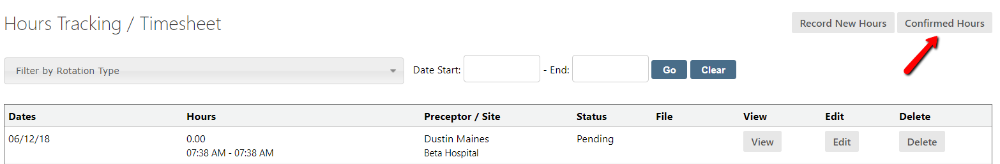 Hours Tracking / Timesheet
Record New Hours
Confirmed Hours
Filter by Rotation Type
Date Start:
- End:
Go
Clear
Dates Hours Preceptor / Site Status File View Edit Delete
06/12/18 0.00 Dustin Maines Pending View Edit Delete
07:38 AM - 07:38 AM Beta Hospital